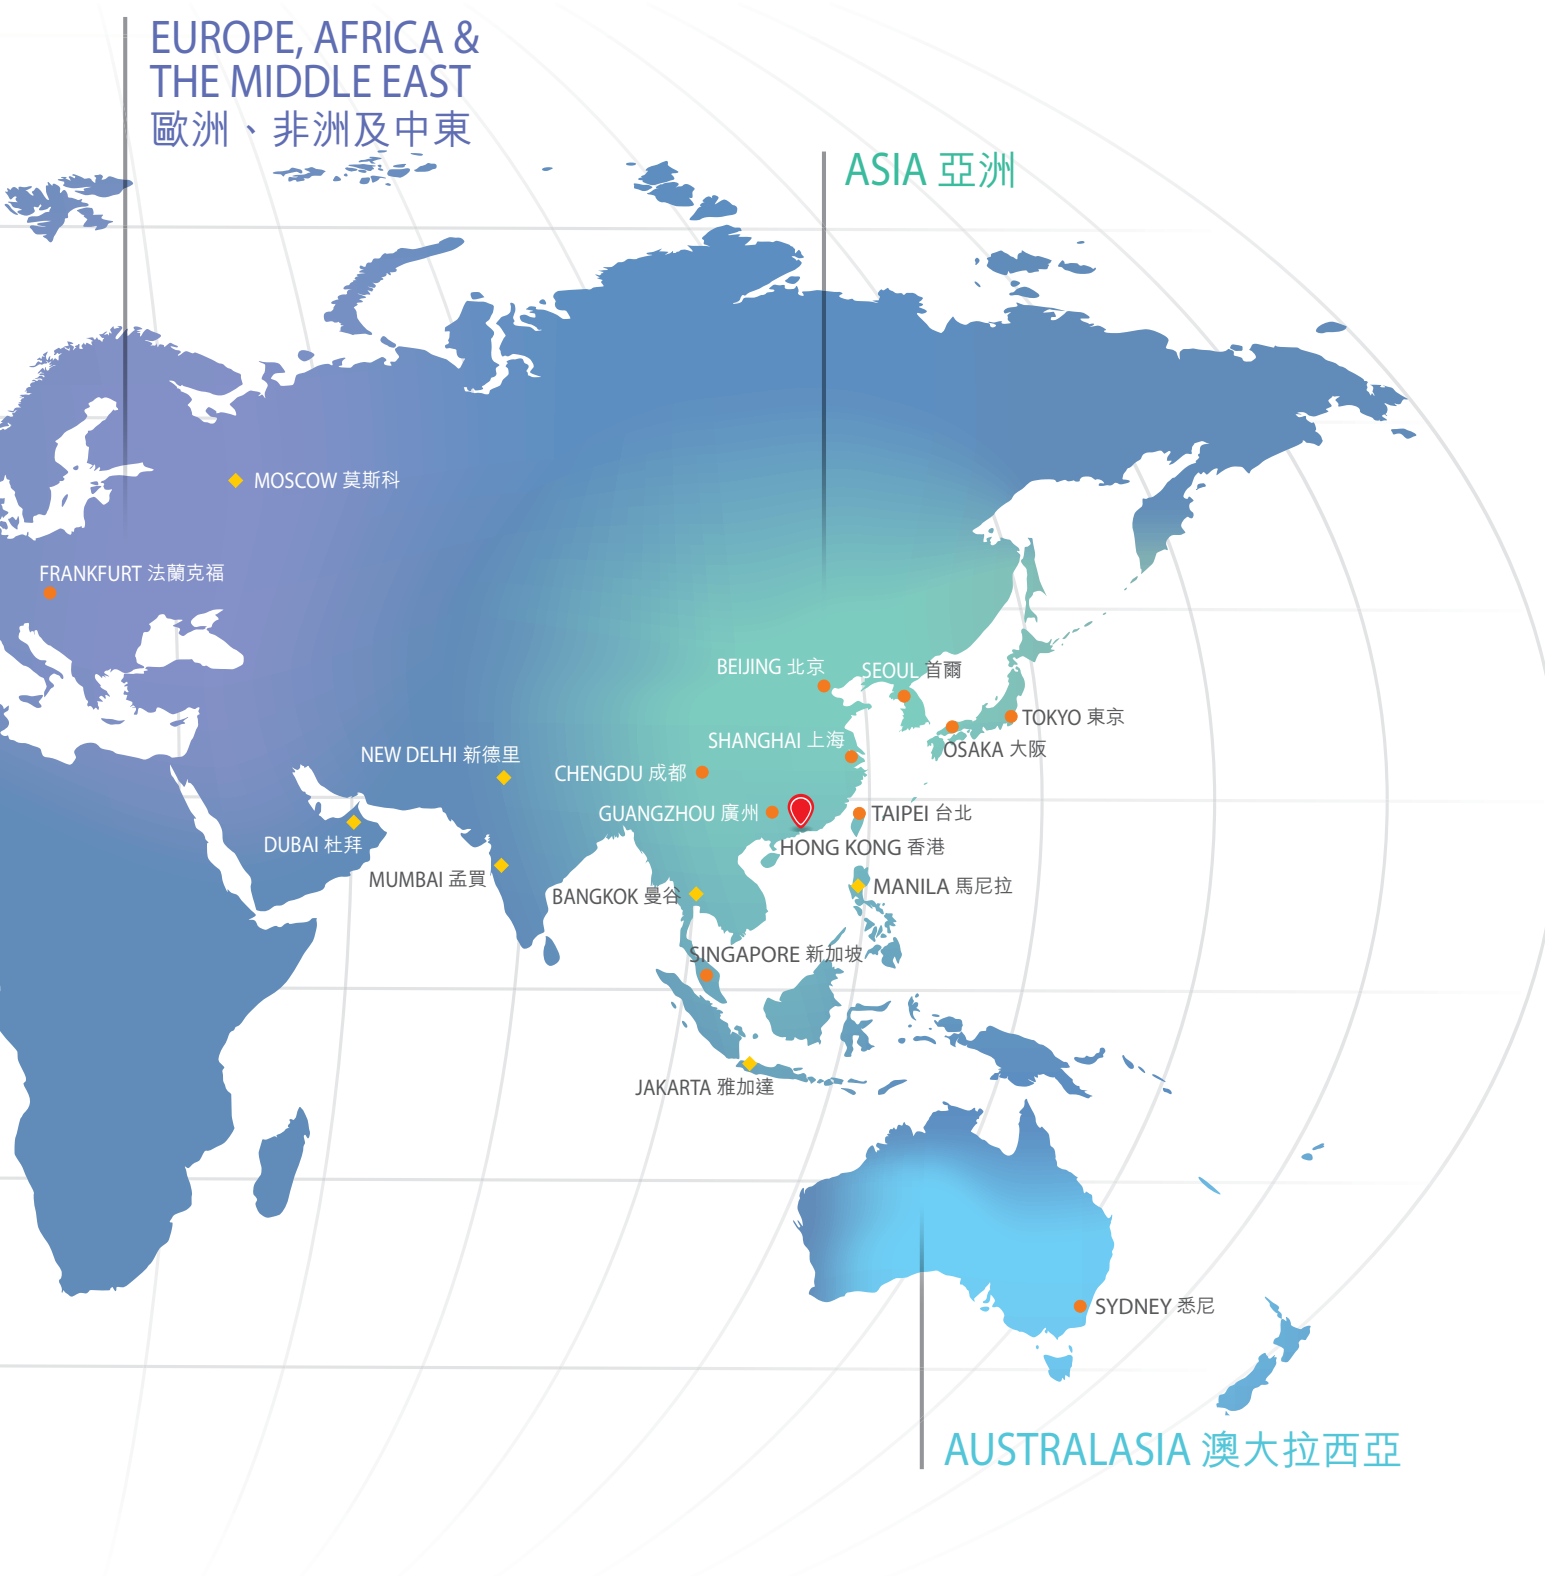 EUROPE, AFRICA &
THE MIDDLE EAST
歐洲、非洲及中東
ASIA 亞洲
MOSCOW 莫斯科
FRANKFURT 法蘭克福
BEIJING 北京
SEOUL 首爾
TOKYO 東京
OSAKA 大阪
SHANGHAI 上海
NEW DELHI 新德里
CHENGDU 成都
GUANGZHOU 廣州
TAIPEI 台北
DUBAI 杜拜
HONG KONG 香港
MUMBAI 孟買
BANGKOK 曼谷
MANILA 馬尼拉
SINGAPORE 新加坡
JAKARTA 雅加達
SYDNEY 悉尼
AUSTRALASIA 澳大拉西亞